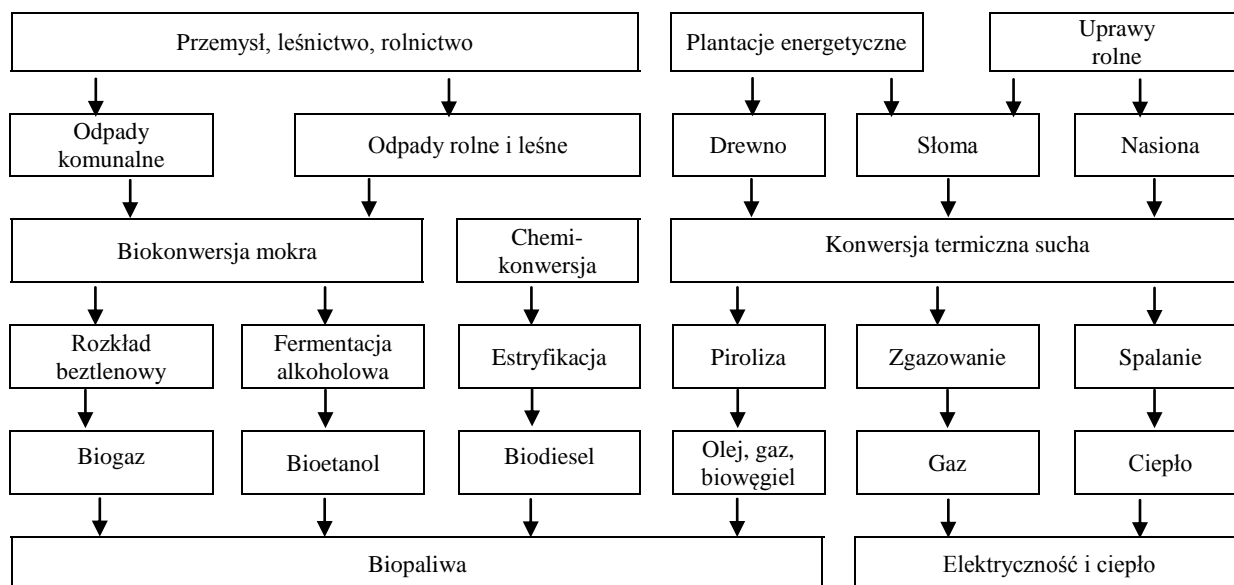 Przemysł, leśnictwo, rolnictwo
Plantacje energetyczne
Uprawy
rolne
Odpady
komunalne
Odpady rolne i leśne
Drewno
Słoma
Nasiona
Biokonwersja mokra
Chemi-
konwersja
Konwersja termiczna sucha
Rozkład
beztlenowy
Fermentacja
alkoholowa
Estryfikacja
Piroliza
Zgazowanie
Spalanie
Biogaz
Bioetanol
Biodiesel
Olej, gaz,
biowęgiel
Gaz
Ciepło
Biopaliwa
Elektryczność i ciepło